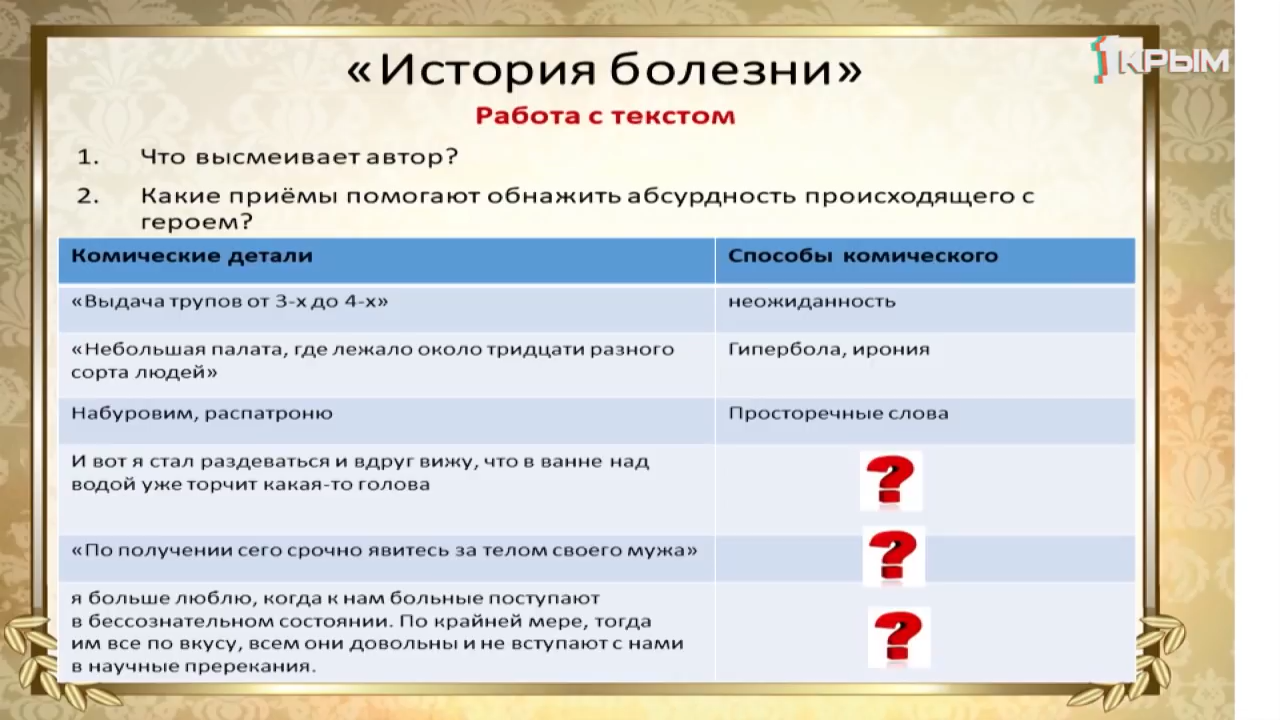 «История болезни»
1КРЫМ
Работа с текстом
1. Что высмеивает автор?
2. Какие приёмы помогают обнажить абсурдность происходящего с
героем?
Комические детали
Способы комического
«Выдача трупов от 3-х до 4-х»
неожиданность
«Небольшая палата, где лежало около тридцати разного
сорта людей»
Гипербола, ирония
Набуровим, распатроню
Просторечные слова
И вот я стал раздеваться и вдруг вижу, что в ванне над
водой уже торчит какая-то голова
?
«По получении сего срочно явитесь за телом своего мужа»
?
я больше люблю, когда к нам больные поступают
в бессознательном состоянии. По крайней мере, тогда
им все по вкусу, всем они довольны и не вступают с нами
в научные пререкания.
?